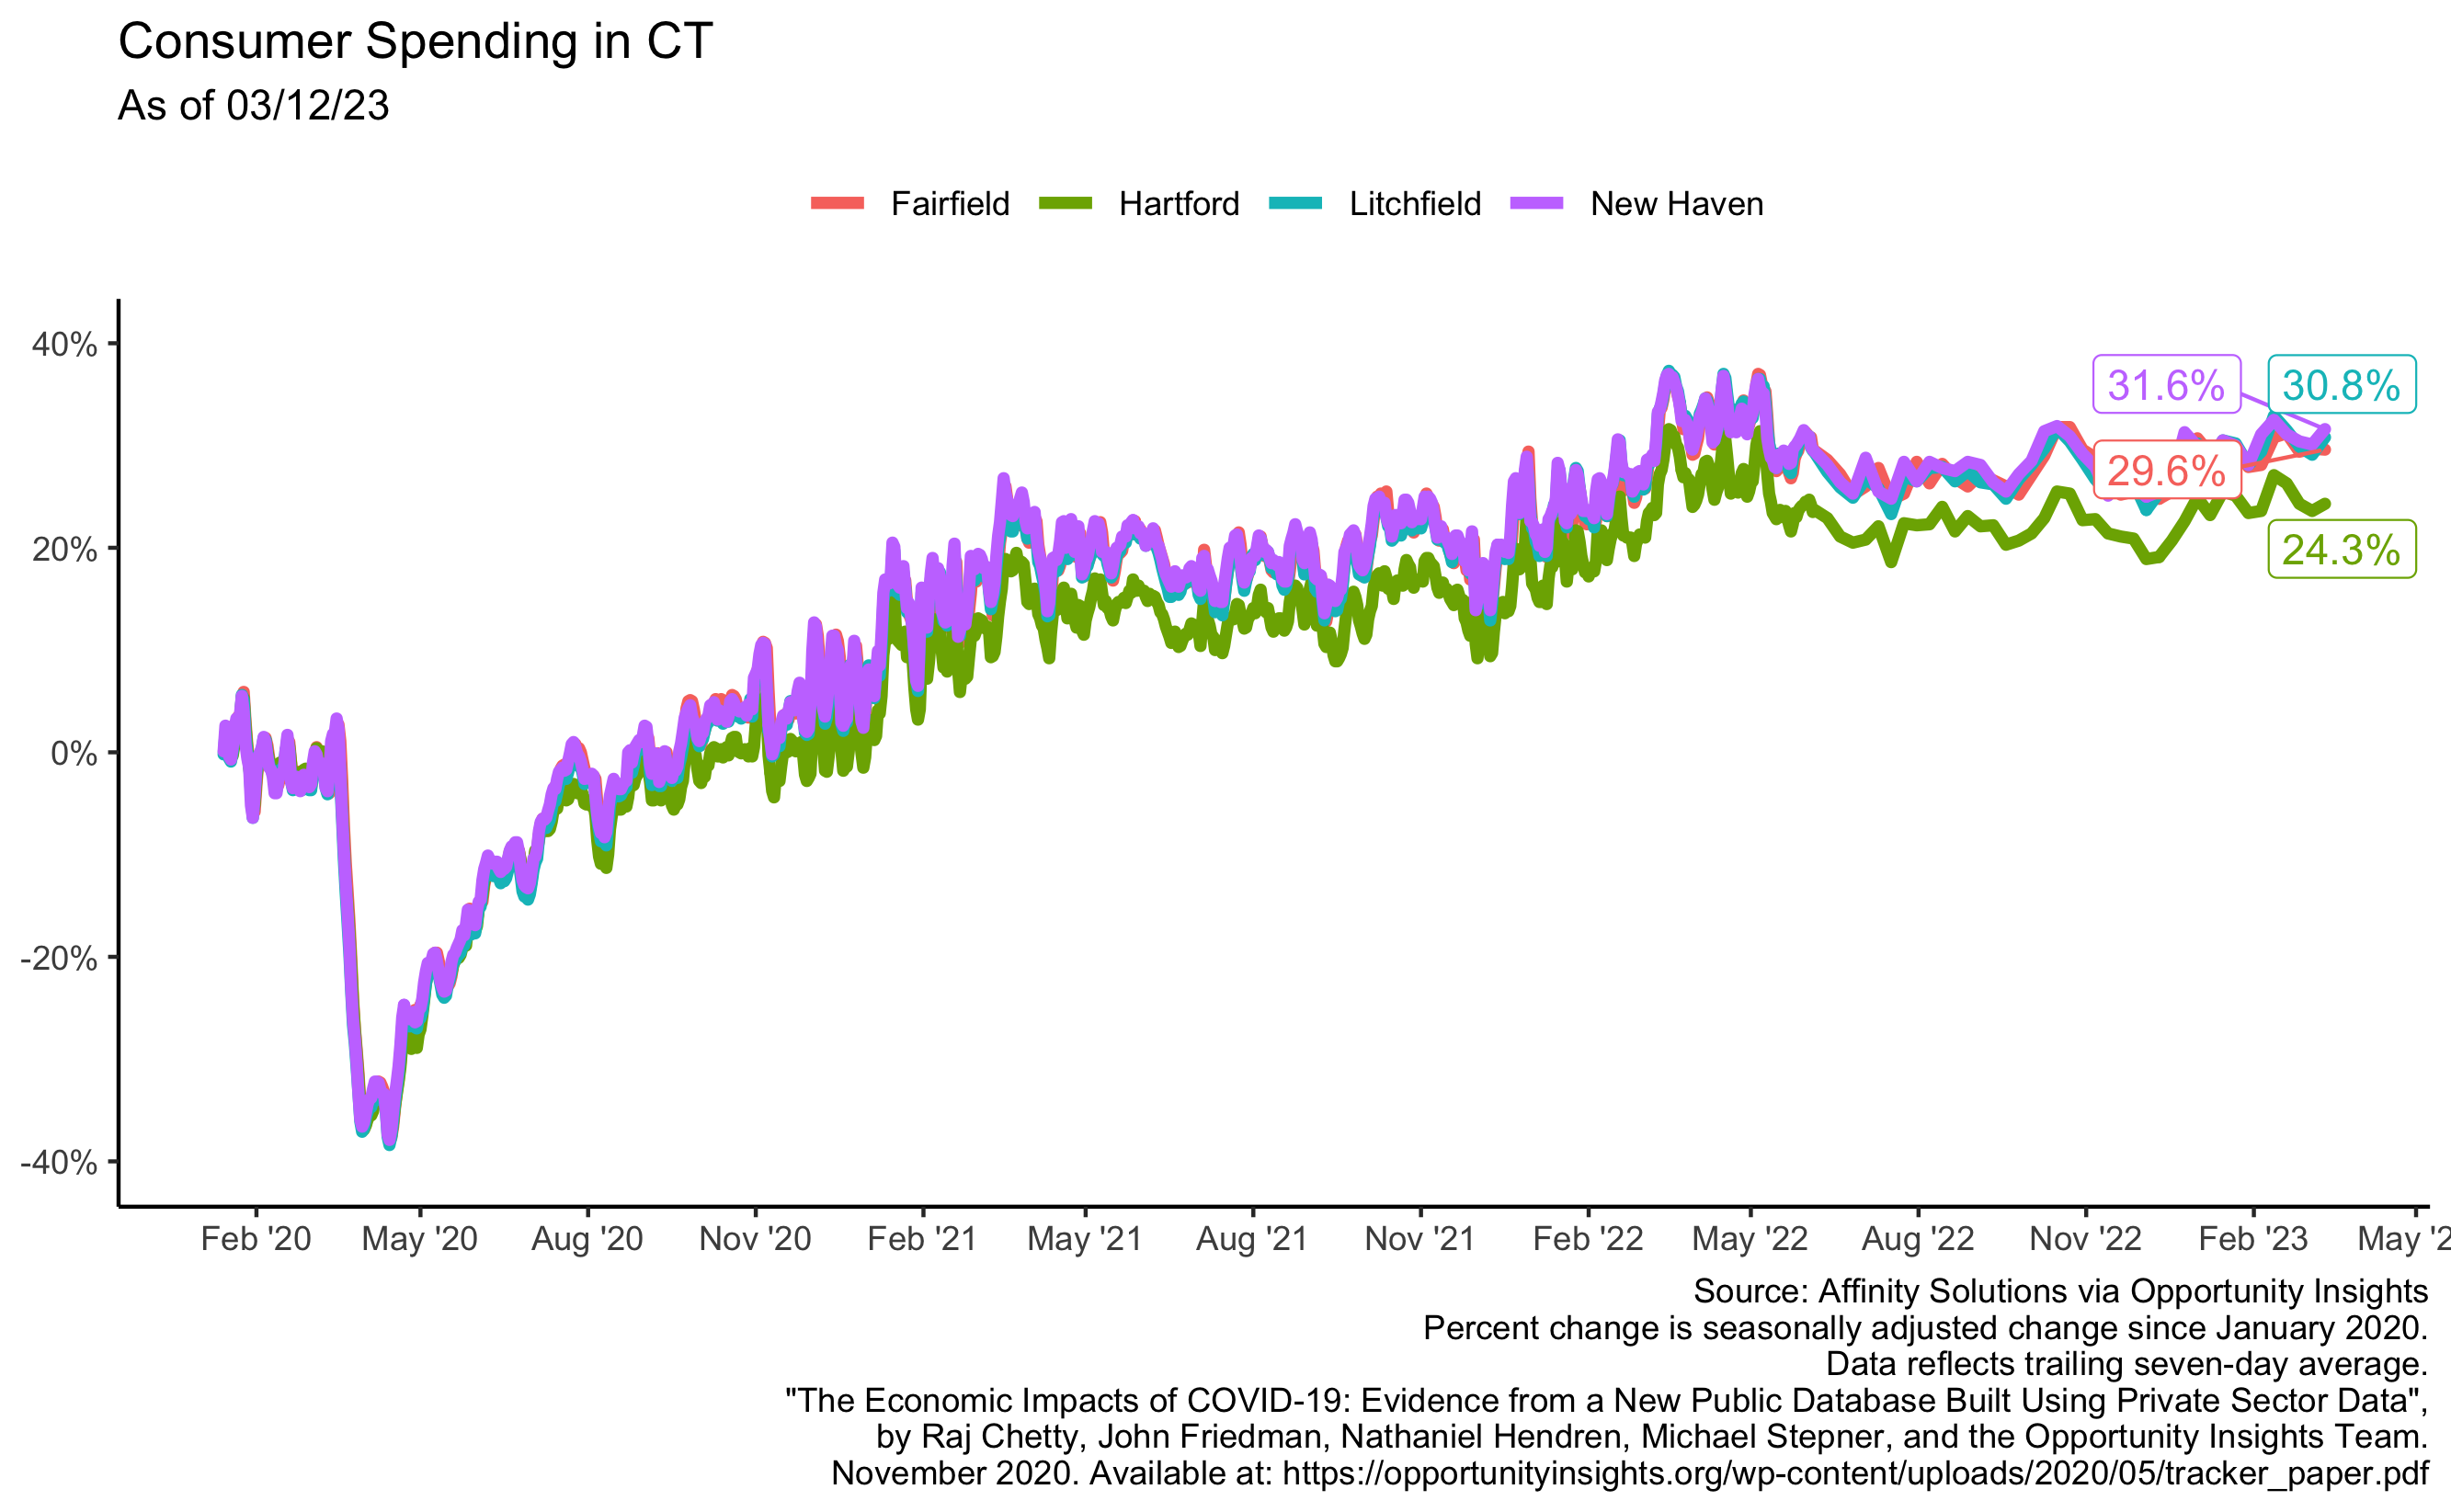 Consumer Spending in CT
As of 03/12/23
Fairfield Hartford Litchfield New Haven
40%
20%
0%
-20%
-40%
31.6% 30.8%
29.6%
24.3%
Feb '20 May '20 Aug '20 Nov '20 Feb '21 May '21 Aug '21 Nov '21 Feb '22 May '22 Aug '22 Nov '22 Feb '23 May '2
Source: Affinity Solutions via Opportunity Insights
Percent change is seasonally adjusted change since January 2020.
Data reflects trailing seven-day average.
"The Economic Impacts of COVID-19: Evidence from a New Public Database Built Using Private Sector Data",
by Raj Chetty, John Friedman, Nathaniel Hendren, Michael Stepner, and the Opportunity Insights Team.
November 2020. Available at: https://opportunityinsights.org/wp-content/uploads/2020/05/tracker_paper.pdf